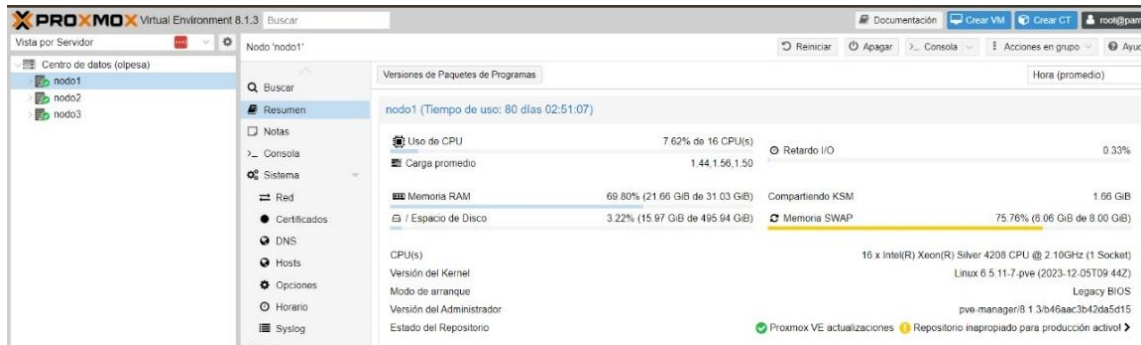 PROXMOX Virtual Environment 8.1.3 Buscar
Documentación Crear VM Crear CT root@pam
Vista por Servidor
Centro de datos (olpesa)
nodo1
nodo2
nodo3
Nodo 'nodo1'
Reiniciar Apagar Consola Acciones en grupo Ayud
Buscar
Resumen
Notas
Consola
Sistema
Red
Certificados
DNS
Hosts
Opciones
Horario
Syslog
Versiones de Paquetes de Programas
Hora (promedio)
nodo1 (Tiempo de uso: 80 días 02:51:07)
Uso de CPU 7.62% de 16 CPU(s)
Retardo I/O 0.33%
Carga promedio 1.44,1.56,1.50
Memoria RAM 69.80% (21.66 GiB de 31.03 GiB)
Compartiendo KSM 1.66 GiB
/ Espacio de Disco 3.22% (15.97 GiB de 495.94 GiB)
Memoria SWAP 75.76% (6.06 GiB de 8.00 GiB)
CPU(s) 16 x Intel(R) Xeon(R) Silver 4208 CPU @ 2.10GHz (1 Socket)
Versión del Kernel Linux 6.5.11-7-pve (2023-12-05T09:44Z)
Modo de arranque Legacy BIOS
Versión del Administrador pve-manager/8.1.3/b46aac3b42da5d15
Estado del Repositorio Proxmox VE actualizaciones Repositorio inapropiado para producción activo!